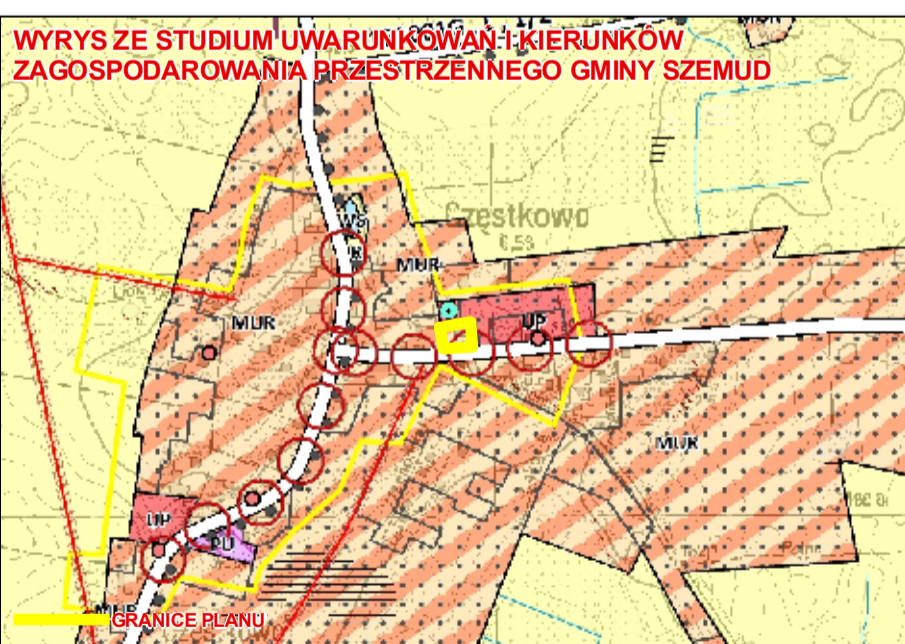 WYRYS ZE STUDIUM UWARUNKOWAŃ I KIERUNKÓW
ZAGOSPODAROWANIA PRZESTRZENNEGO GMINY SZEMUD
Częstkowo
MUR
MUR
UP
MUR
UP
PU
MUR
GRANICE PLANU